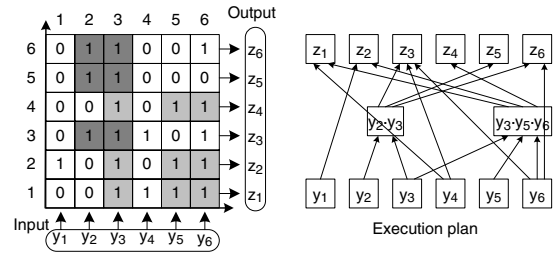 1 2 3 4 5 6 Output
6 0 1 1 0 0 1 z6
5 0 1 1 0 0 0 z5
4 0 0 1 0 1 1 z4
3 0 1 1 1 0 1 z3
2 1 0 1 0 1 1 z2
1 0 0 1 1 1 1 z1
Input
y1 y2 y3 y4 y5 y6
z1 z2 z3 z4 z5 z6
y2·y3 y3·y5·y6
y1 y2 y3 y4 y5 y6
Execution plan